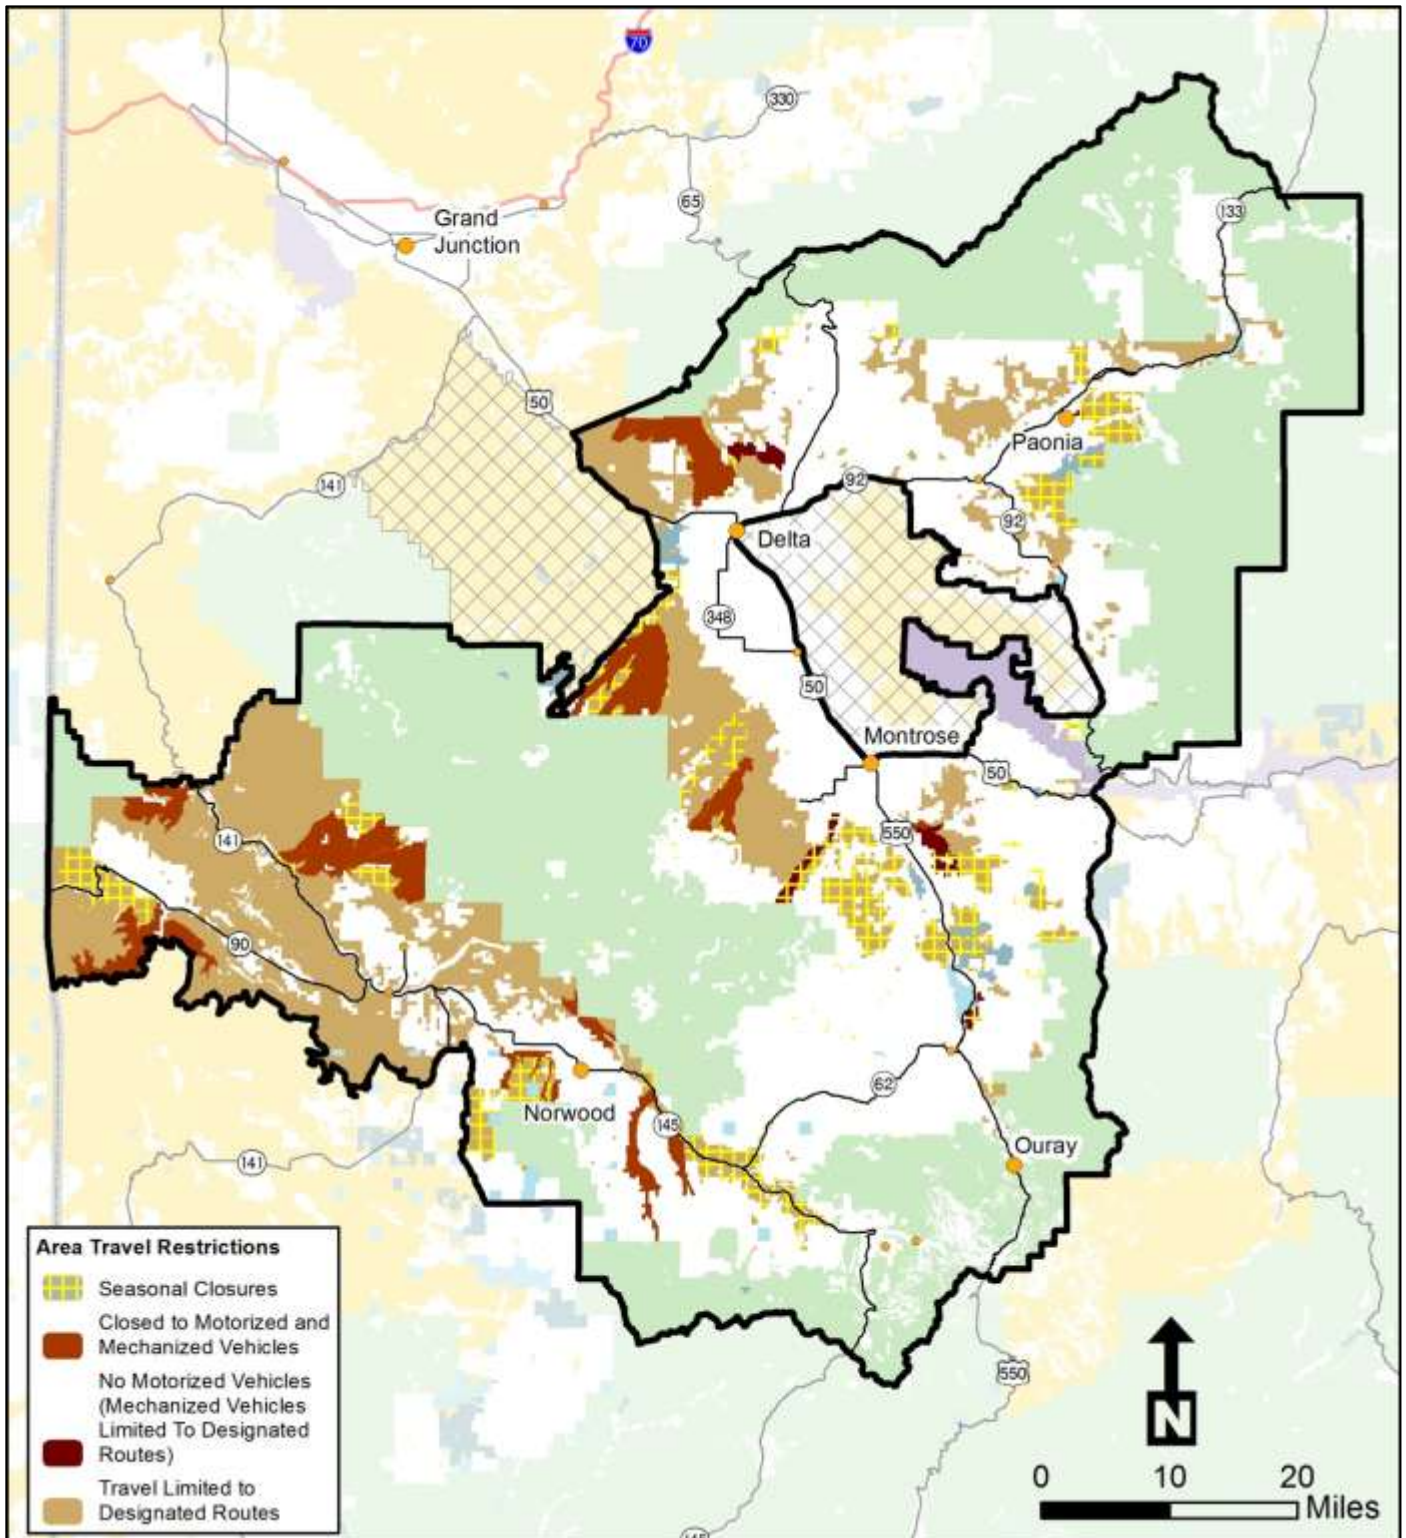 70
330
65
133
Grand
Junction
50
141
Paonia
92
92
Delta
348
50
Montrose
50
550
141
90
62
Norwood
145
Ouray
141
550
Area Travel Restrictions
Seasonal Closures
Closed to Motorized and
Mechanized Vehicles
No Motorized Vehicles
(Mechanized Vehicles
Limited To Designated
Routes)
Travel Limited to
Designated Routes
N
0 10 20
Miles